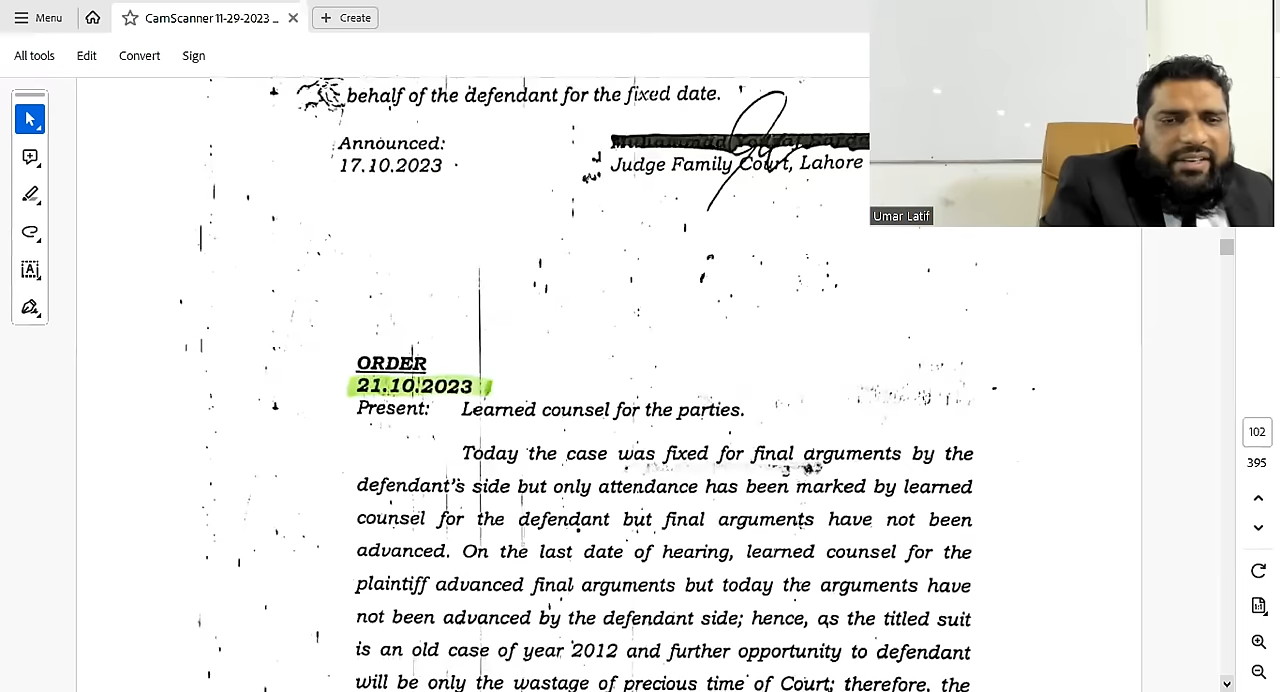 Menu
CamScanner 11-29-2023 ...
Create
All tools
Edit
Convert
Sign
behalf of the defendant for the fixed date.
Announced:
17.10.2023
Judge Family Court, Lahore
Umar Latif
ORDER
21.10.2023
Present: Learned counsel for the parties.
Today the case was fixed for final arguments by the
defendant's side but only attendance has been marked by learned
counsel for the defendant but final arguments have not been
advanced. On the last date of hearing, learned counsel for the
plaintiff advanced final arguments but today the arguments have
not been advanced by the defendant side; hence, as the titled suit
is an old case of year 2012 and further opportunity to defendant
will be only the wastage of precious time of Court; therefore, the
102
395